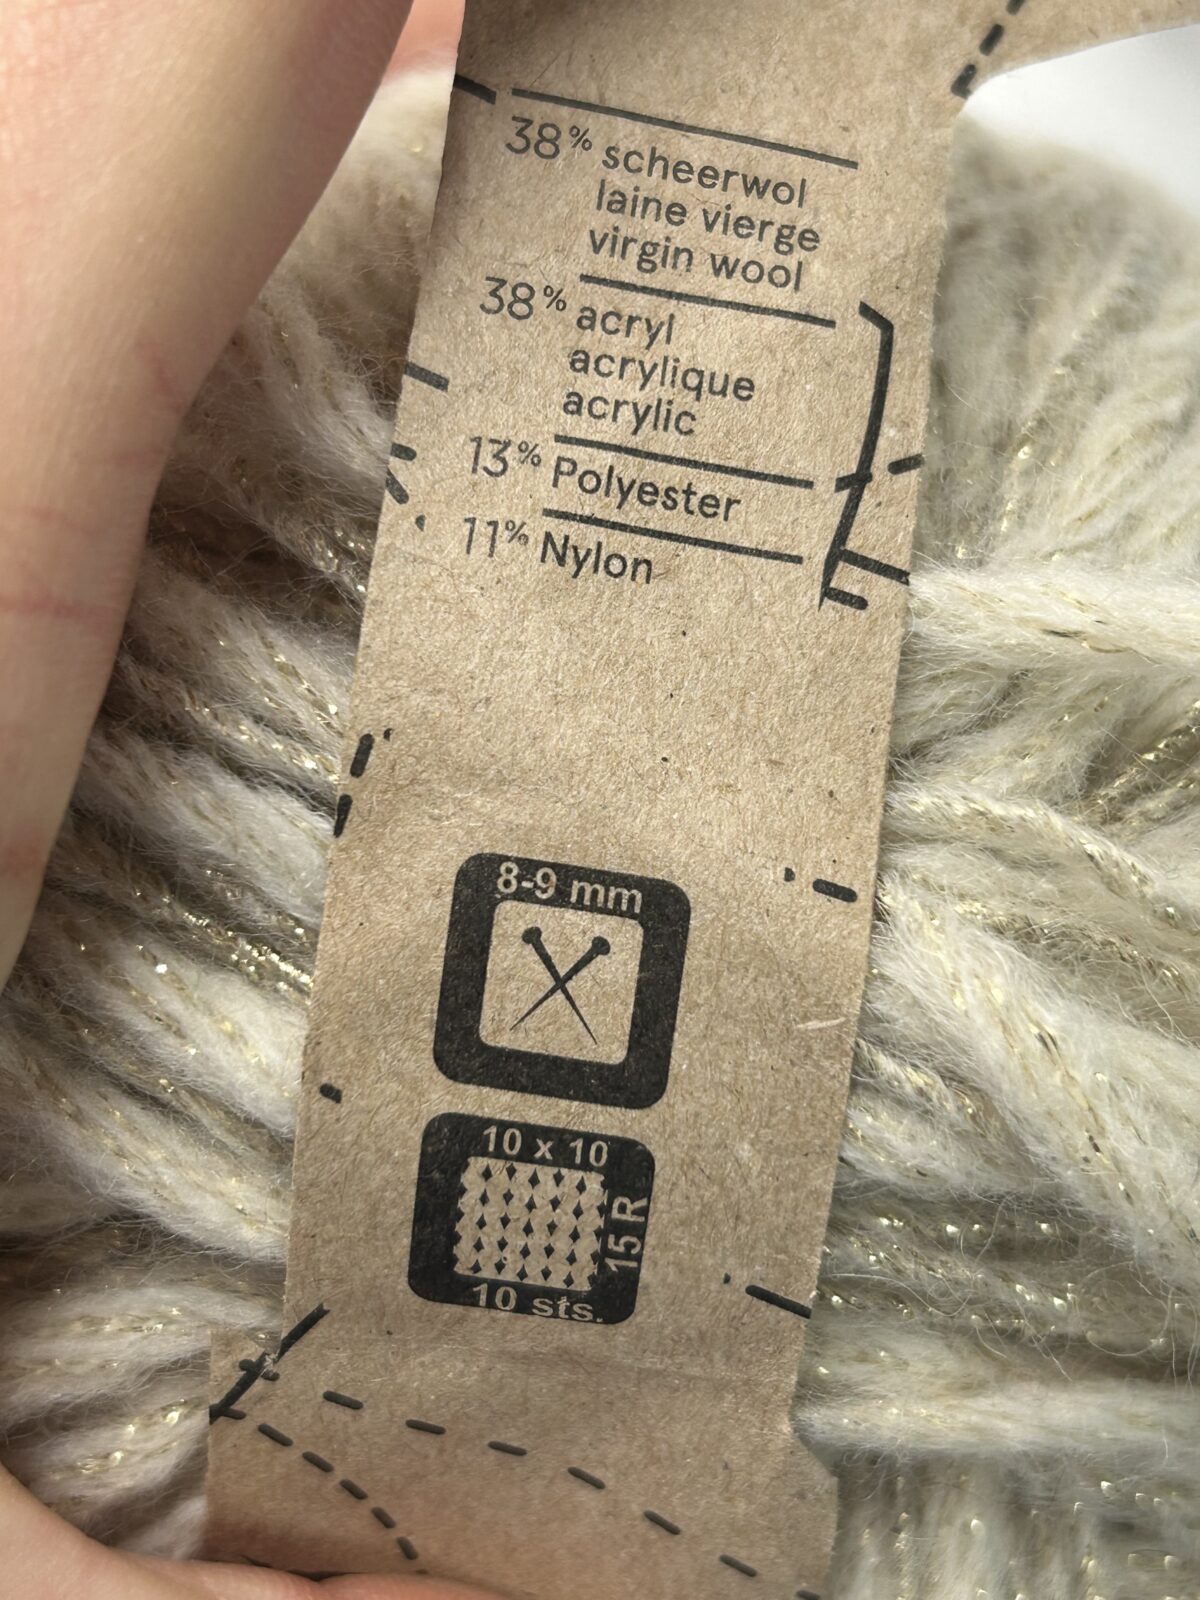 38% scheerwol
laine vierge
virgin wool
38% acryl
acrylique
acrylic
13% Polyester
11% Nylon
8-9 mm
10 x 10
15 R
10 sts.